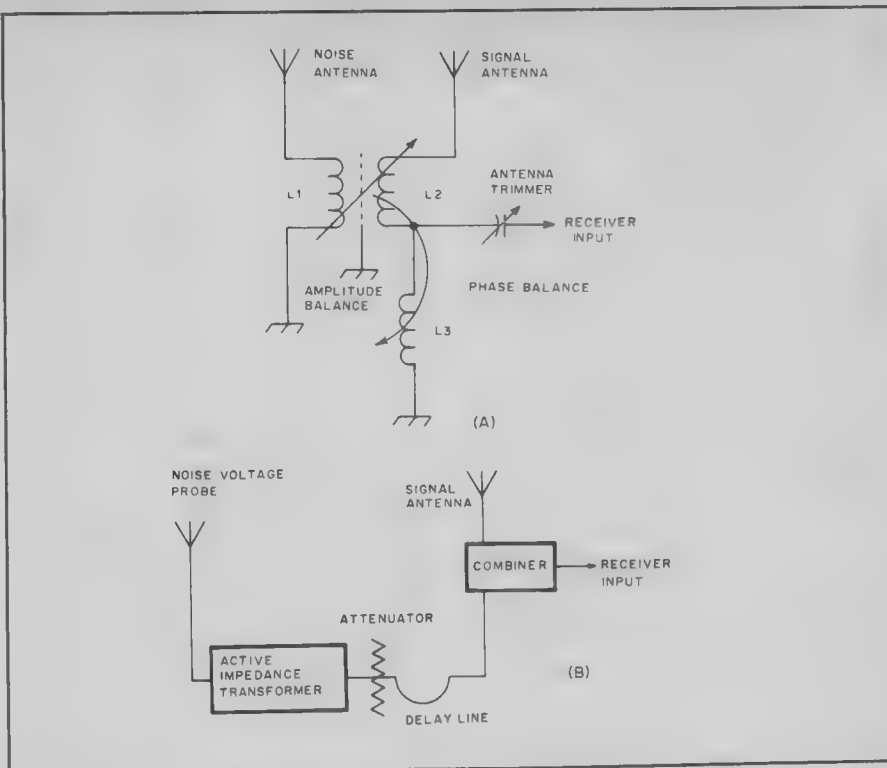 NOISE
ANTENNA
SIGNAL
ANTENNA
L1
L2
ANTENNA
TRIMMER
RECEIVER
INPUT
AMPLITUDE
BALANCE
PHASE BALANCE
L3
(A)
NOISE VOLTAGE
PROBE
SIGNAL
ANTENNA
COMBINER
RECEIVER
INPUT
ATTENUATOR
ACTIVE
IMPEDANCE
TRANSFORMER
(B)
DELAY LINE